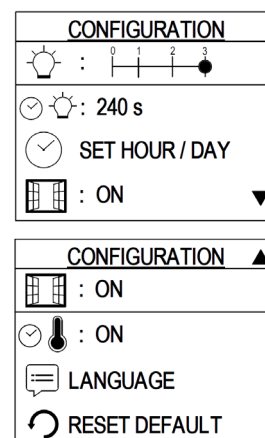 CONFIGURATION
: 0 1 2 3
: 240 s
SET HOUR / DAY
: ON
CONFIGURATION
: ON
: ON
LANGUAGE
RESET DEFAULT